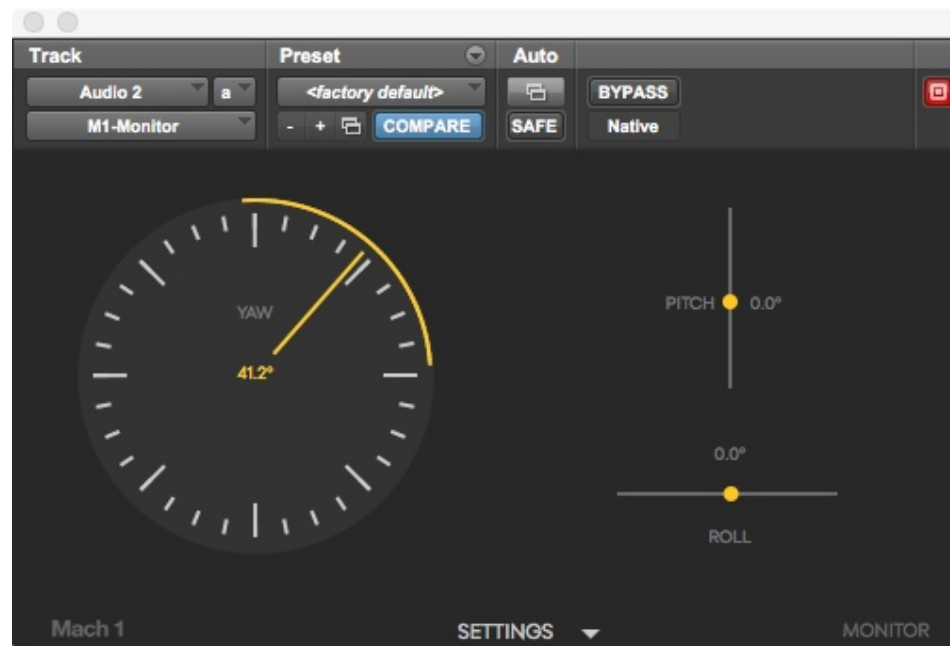 Track Preset Auto
Audio 2 a <factory default> BYPASS
M1-Monitor - + COMPARE SAFE Native
YAW
41.2°
PITCH 0.0°
0.0°
ROLL
Mach 1 SETTINGS MONITOR